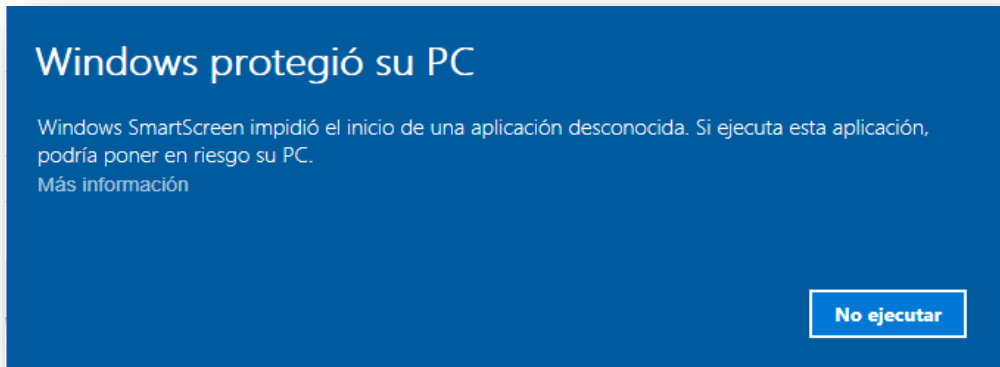 Windows protegió su PC
Windows SmartScreen impidió el inicio de una aplicación desconocida. Si ejecuta esta aplicación,
podría poner en riesgo su PC.
Más información
No ejecutar